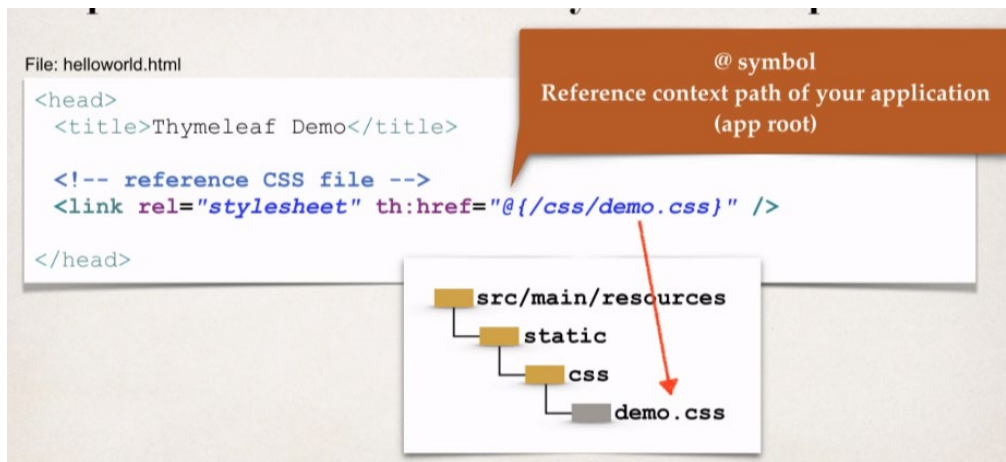 File: helloworld.html
@ symbol
Reference context path of your application
(app root)
<head>
<title>Thymeleaf Demo</title>
<!-- reference CSS file -->
<link rel="stylesheet" th:href="@{/css/demo.css}" />
</head>
src/main/resources
static
css
demo.css